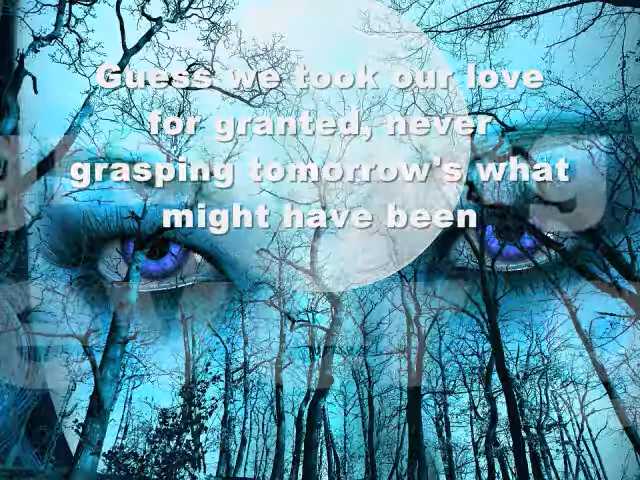 Guess we took our love
for granted, never
grasping tomorrow's what
might have been